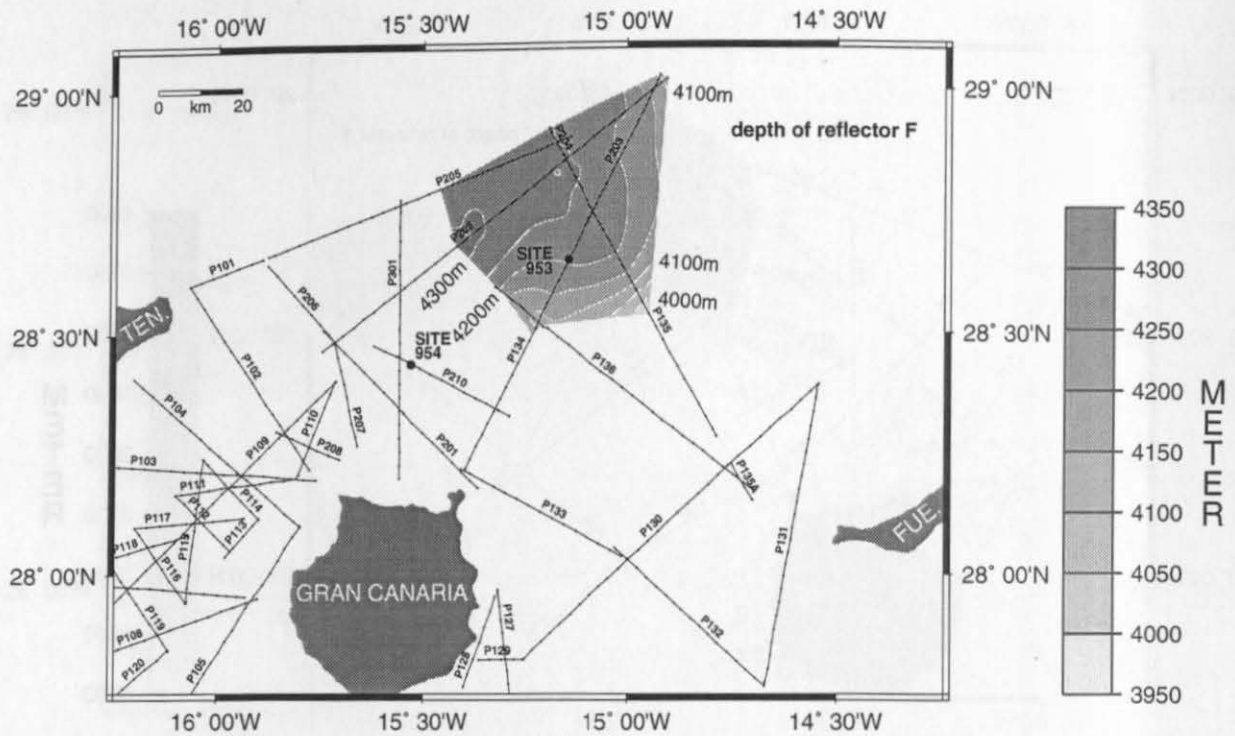 16° 00'W 15° 30'W 15° 00'W 14° 30'W
29° 00'N
28° 30'N
28° 00'N
0 km 20
4100m
depth of reflector F
P204
P203
P205
P202
SITE
953
4100m
4000m
4300m
4200m
P101
P301
P206
TEN.
SITE
954
P135
P134
P136
P210
P102
P104
P110
P207
P109
P208
P201
P103
P111
P114
P112
P113
P117
P115
P118
P116
P119
P108
P120
P105
P133
P130
P135A
P131
P132
FUE.
GRAN CANARIA
P127
P128
P129
29° 00'N
28° 30'N
28° 00'N
16° 00'W 15° 30'W 15° 00'W 14° 30'W
4350
4300
4250
4200
4150
4100
4050
4000
3950
METER